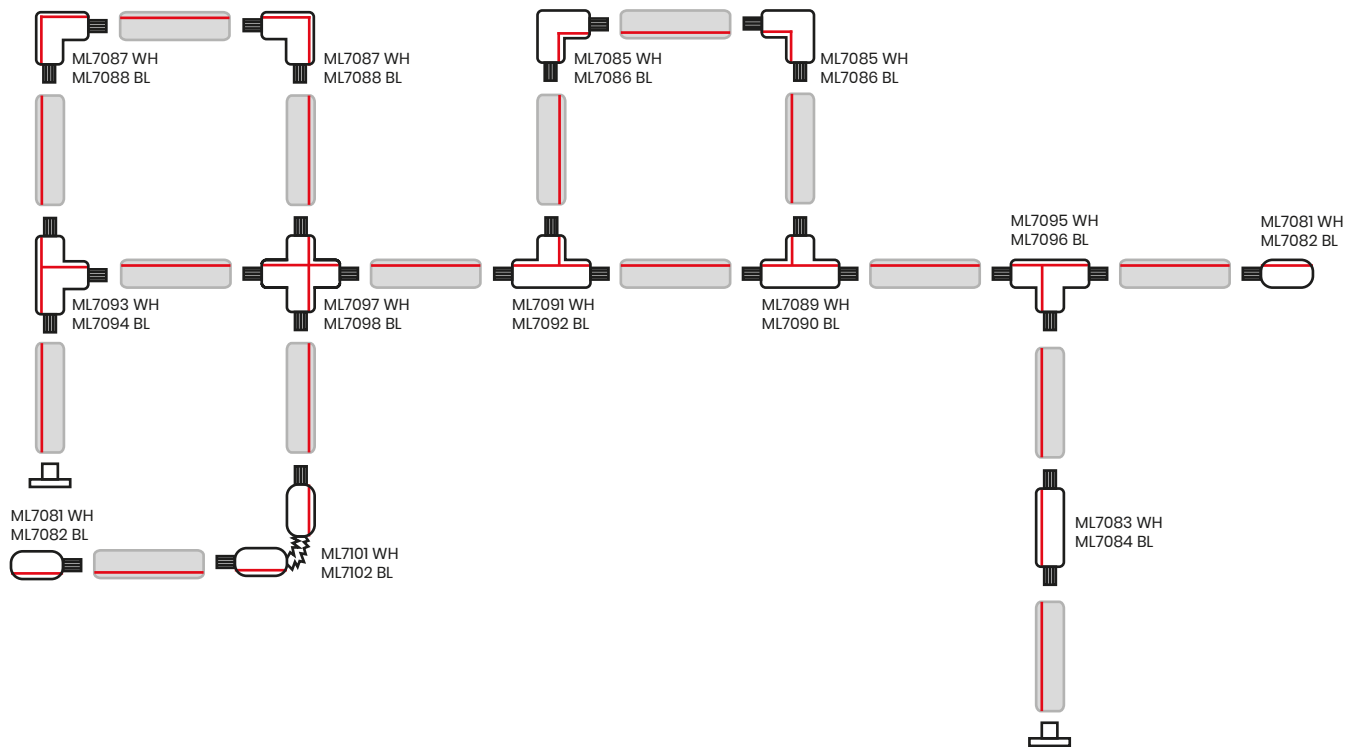 ML7087 WH
ML7088 BL
ML7087 WH
ML7088 BL
ML7085 WH
ML7086 BL
ML7085 WH
ML7086 BL
ML7093 WH
ML7094 BL
ML7097 WH
ML7098 BL
ML7091 WH
ML7092 BL
ML7089 WH
ML7090 BL
ML7095 WH
ML7096 BL
ML7081 WH
ML7082 BL
ML7081 WH
ML7082 BL
ML7101 WH
ML7102 BL
ML7083 WH
ML7084 BL